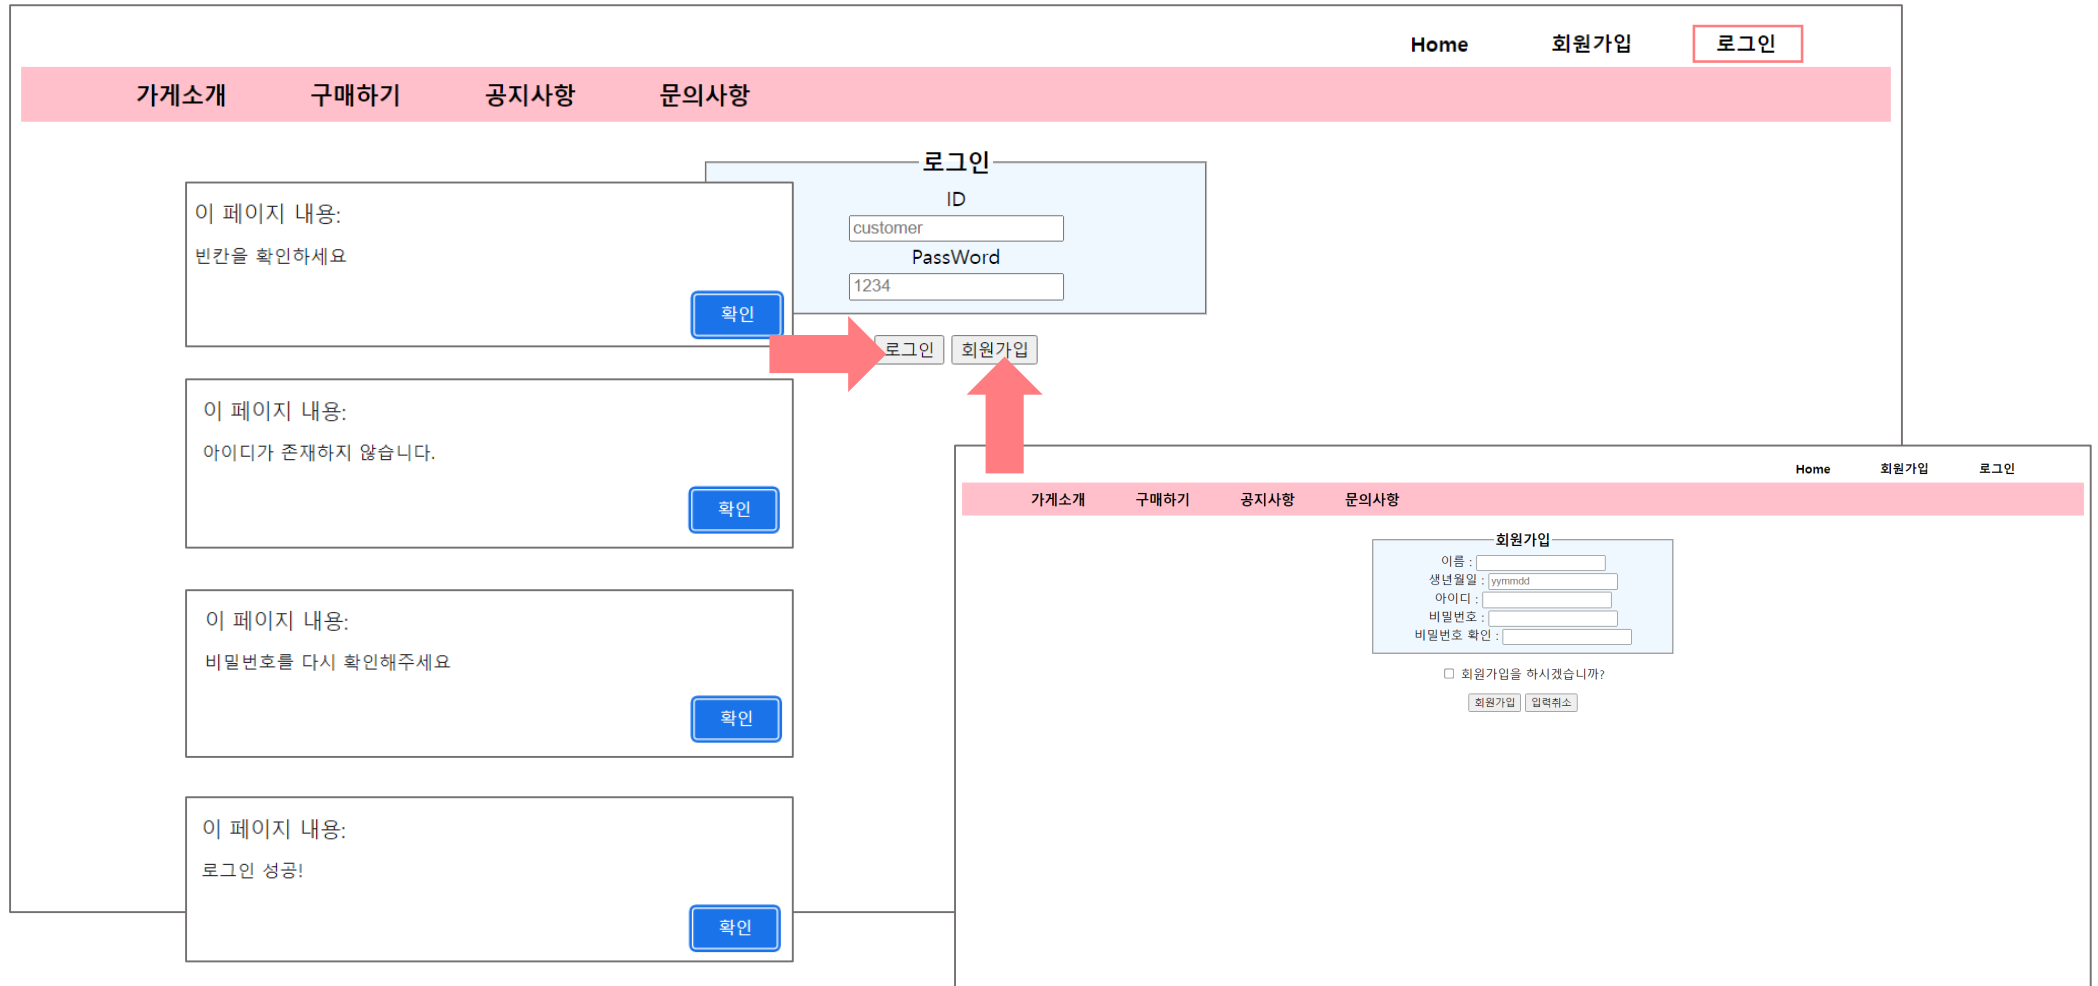 Home 회원가입 로그인
가게소개 구매하기 공지사항 문의사항
로그인
ID
customer
PassWord
1234
로그인 회원가입
이 페이지 내용:
빈칸을 확인하세요
확인
이 페이지 내용:
아이디가 존재하지 않습니다.
확인
이 페이지 내용:
비밀번호를 다시 확인해주세요
확인
이 페이지 내용:
로그인 성공!
확인
Home 회원가입 로그인
가게소개 구매하기 공지사항 문의사항
회원가입
이름 :
생년월일 : yymmdd
아이디 :
비밀번호 :
비밀번호 확인 :
회원가입을 하시겠습니까?
회원가입 입력취소